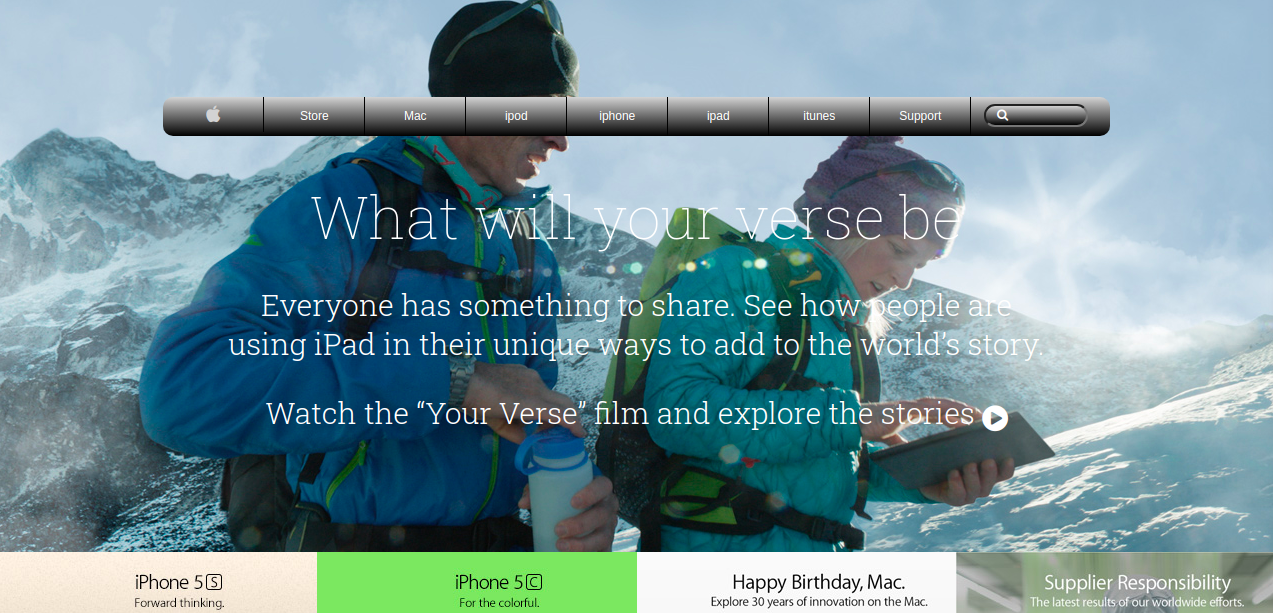 Store Mac ipod iphone ipad itunes Support
What will your verse be
Everyone has something to share. See how people are
using iPad in their unique ways to add to the world's story.
Watch the “Your Verse” film and explore the stories
iPhone 5S
Forward thinking.
iPhone 5C
For the colorful.
Happy Birthday, Mac.
Explore 30 years of innovation on the Mac.
Supplier Responsibility
The latest results of our worldwide efforts.